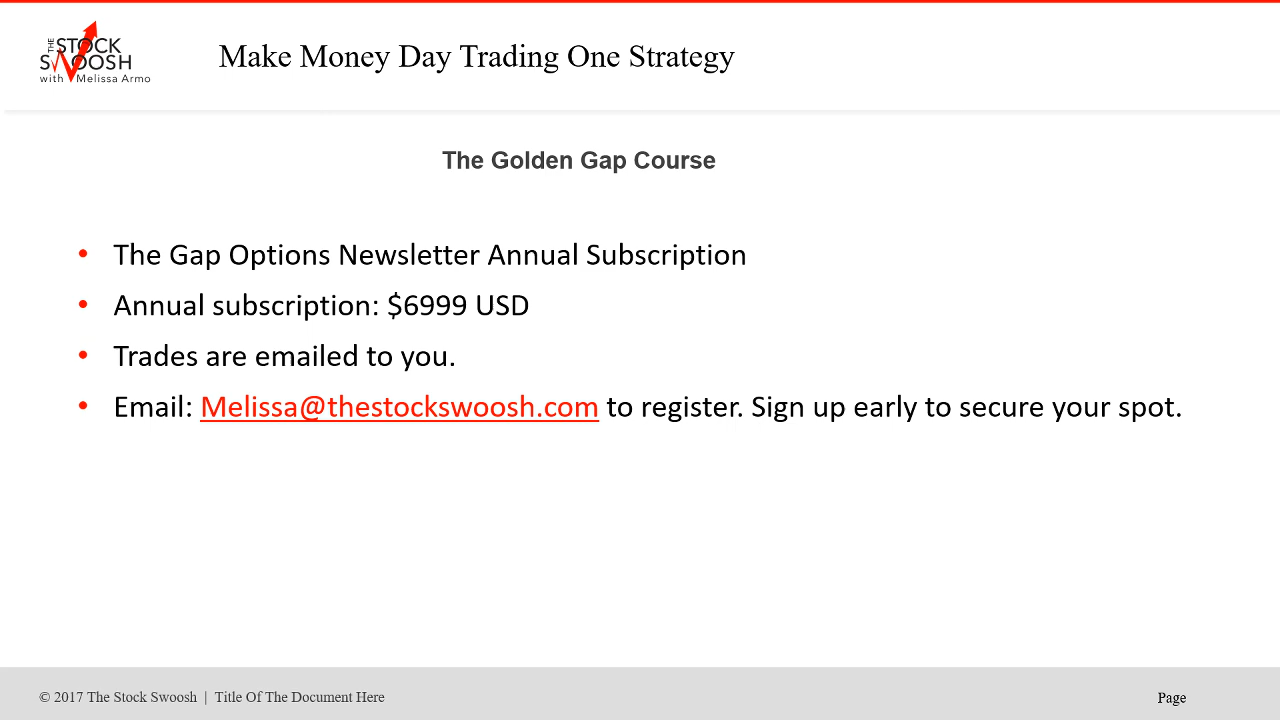 THE STOCK
SWOOSH
with Melissa Armo
Make Money Day Trading One Strategy
The Golden Gap Course
• The Gap Options Newsletter Annual Subscription
• Annual subscription: $6999 USD
• Trades are emailed to you.
• Email: Melissa@thestockswoosh.com to register. Sign up early to secure your spot.
© 2017 The Stock Swoosh | Title Of The Document Here
Page